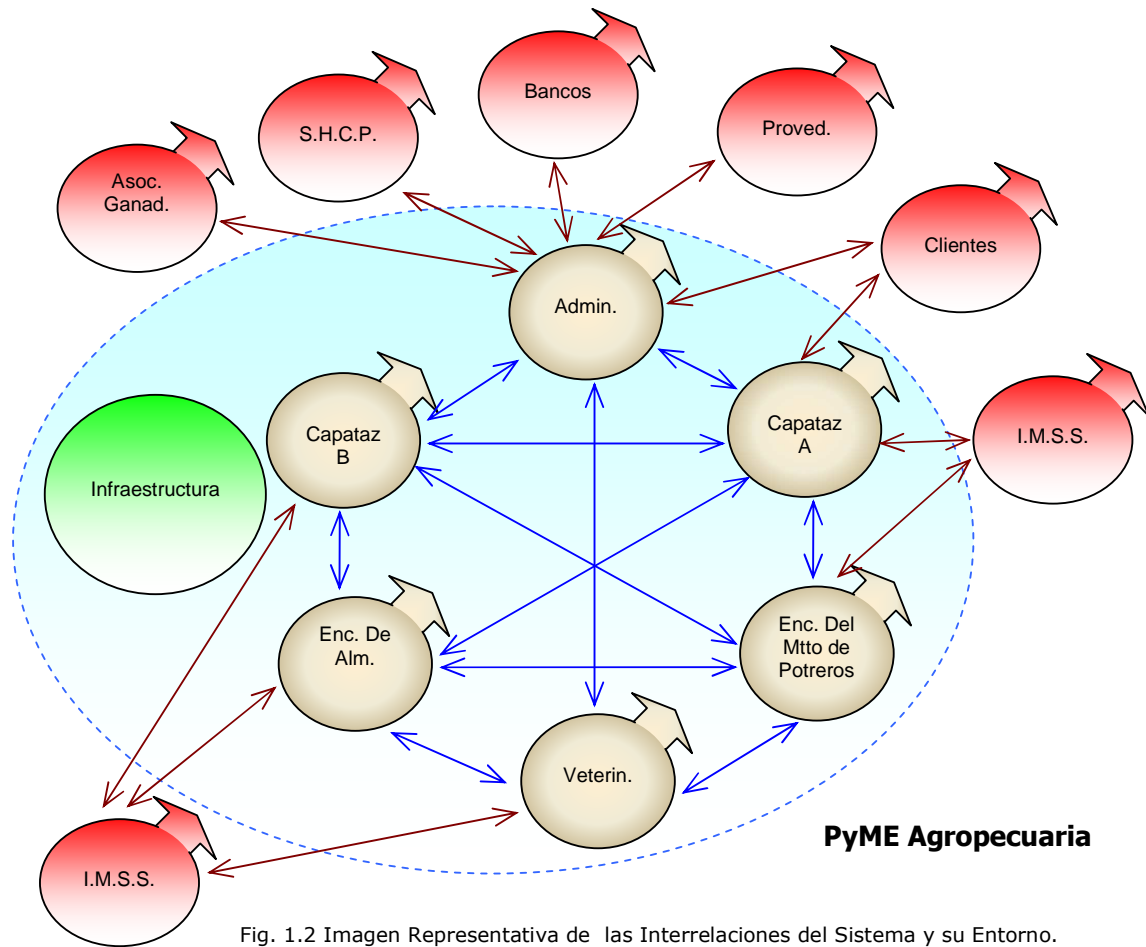 Bancos
S.H.C.P.
Proved.
Asoc.
Ganad.
Clientes
Admin.
Capataz
B
Capataz
A
I.M.S.S.
Infraestructura
Enc. De
Alm.
Enc. Del
Mtto de
Potreros
Veterin.
PyME Agropecuaria
I.M.S.S.
Fig. 1.2 Imagen Representativa de las Interrelaciones del Sistema y su Entorno.